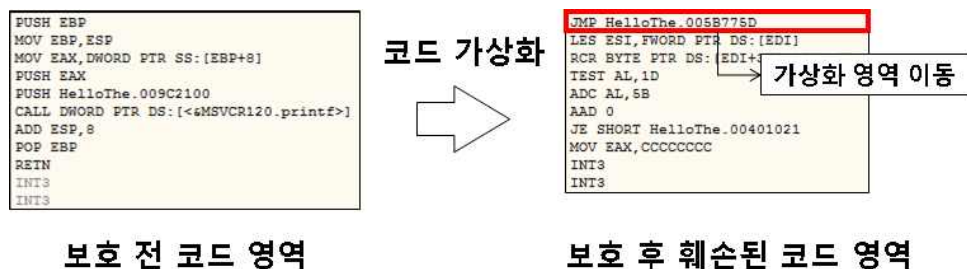 PUSH EBP
MOV EBP,ESP
MOV EAX,DWORD PTR SS:[EBP+8]
PUSH EAX
PUSH HelloThe.009C2100
CALL DWORD PTR DS:[<&MSVCR120.printf>]
ADD ESP,8
POP EBP
RETN
INT3
INT3
코드 가상화
JMP HelloThe.005B775D
LES ESI,FWORD PTR DS:[EDI]
RCR BYTE PTR DS:[EDI+3
TEST AL,1D
ADC AL,5B
AAD 0
JE SHORT HelloThe.00401021
MOV EAX,CCCCCCCC
INT3
INT3
가상화 영역 이동
보호 전 코드 영역
보호 후 훼손된 코드 영역